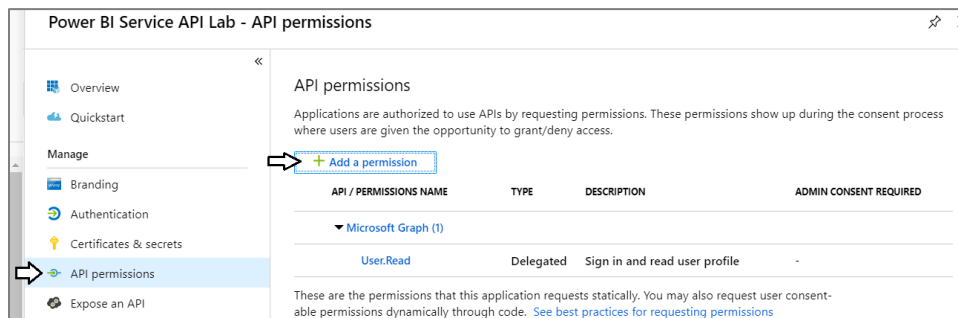 Power BI Service API Lab - API permissions
Overview
Quickstart
Manage
Branding
Authentication
Certificates & secrets
API permissions
Expose an API
API permissions
Applications are authorized to use APIs by requesting permissions. These permissions show up during the consent process
where users are given the opportunity to grant/deny access.
+ Add a permission
API / PERMISSIONS NAME TYPE DESCRIPTION ADMIN CONSENT REQUIRED
Microsoft Graph (1)
User.Read Delegated Sign in and read user profile -
These are the permissions that this application requests statically. You may also request user consent-
able permissions dynamically through code. See best practices for requesting permissions